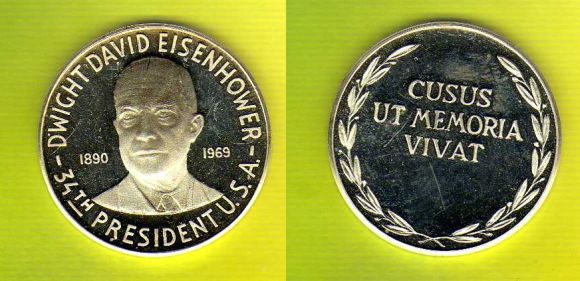 - DWIGHT DAVID EISENHOWER -
1890 1969
34TH PRESIDENT U.S.A.
CUSUS
UT MEMORIA
VIVAT